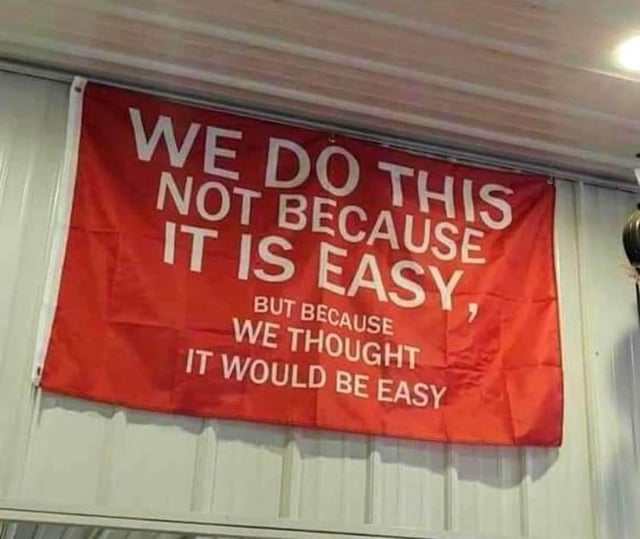 WE DO THIS
NOT BECAUSE
IT IS EASY,
BUT BECAUSE
WE THOUGHT
IT WOULD BE EASY